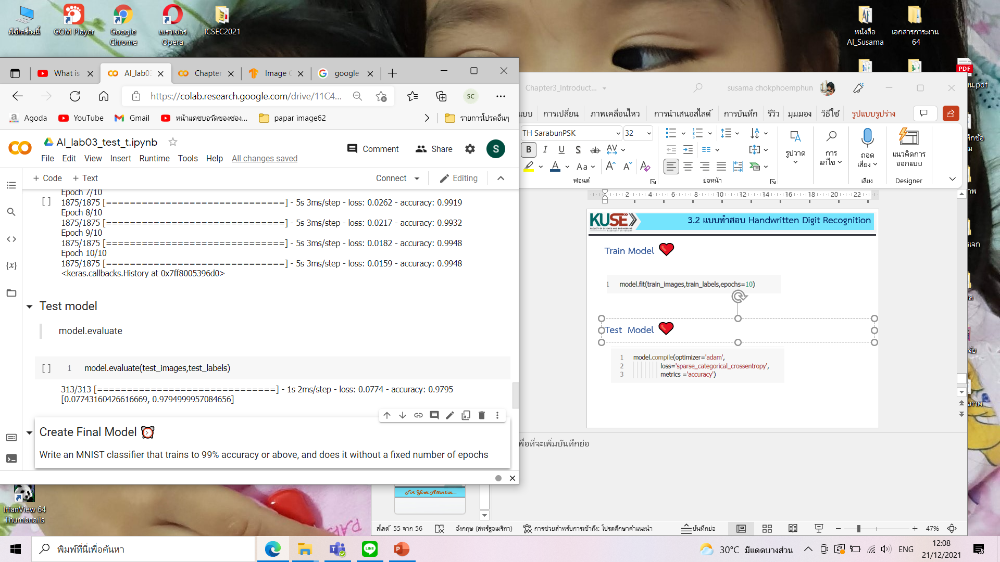 พีซีเครื่องนี้
GOM Player
Google
Chrome
เบราเซอร์
Opera
ICSEC2021
หนังสือ
AI_Susama
เอกสารภาระงาน
64
What is
AI_lab03
Chapter
Image
google
https://colab.research.google.com/drive/11C4...
SC
Agoda
YouTube
Gmail
หน้าแดชบอร์ดของช่อง...
papar image62
รายการโปรดอื่นๆ
AI_lab03_test_t.ipynb
Comment
Share
S
File Edit View Insert Runtime Tools Help All changes saved
+ Code + Text
Connect
Editing
Epoch 7/10
[ ]
1875/1875 [==============================] - 5s 3ms/step - loss: 0.0262 - accuracy: 0.9919
Epoch 8/10
1875/1875 [==============================] - 5s 3ms/step - loss: 0.0217 - accuracy: 0.9932
Epoch 9/10
1875/1875 [==============================] - 5s 3ms/step - loss: 0.0182 - accuracy: 0.9948
Epoch 10/10
1875/1875 [==============================] - 5s 3ms/step - loss: 0.0159 - accuracy: 0.9948
<keras.callbacks.History at 0x7ff8005396d0>
Test model
model.evaluate
[ ] 1 model.evaluate(test_images,test_labels)
313/313 [==============================] - 1s 2ms/step - loss: 0.0774 - accuracy: 0.9795
[0.07743160426616669, 0.9794999957084656]
Create Final Model ⏰
Write an MNIST classifier that trains to 99% accuracy or above, and does it without a fixed number of epochs
Chapter3_Introduct...
susama chokphoemphun
การเปลี่ยน ภาพเคลื่อนไหว การนำเสนอสไลด์ การบันทึก รีวิว มุมมอง วิธีใช้ รูปแบบรูปร่าง
TH SarabunPSK 32
B I U S ab AV
Aa
ฟอนต์
ย่อหน้า
รูปวาด
การ
แก้ไข
ถอด
เสียง
เสียง
แนวคิดการ
ออกแบบ
Designer
2 4 6 8 10 12 14 16 18 20 22
KUSE
FACULTY OF SCIENCE AND ENGINEERING
3.2 แบบทำสอบ Handwritten Digit Recognition
Train Model
1 model.fit(train_images,train_labels,epochs=10)
Test Model
1 model.compile(optimizer='adam',
2 loss='sparse_categorical_crossentropy',
3 metrics ='accuracy')
พื่อที่จะเพิ่มบันทึกย่อ
PDF
IrfanView 64
Thumbnails
For Your Attention...
สไลด์ 55 จาก 56
อังกฤษ (สหรัฐอเมริกา)
การช่วยสำหรับการเข้าถึง: โปรดศึกษาคำแนะนำ
บันทึกย่อ
47%
พิมพ์ที่นี่เพื่อค้นหา
30°C มีแดดบางส่วน
ENG
12:08
21/12/2021